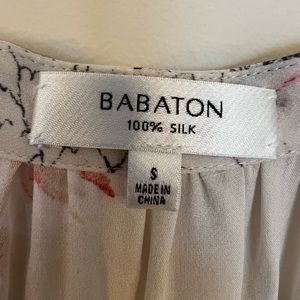 BABATON
100% SILK
S
MADE IN
CHINA